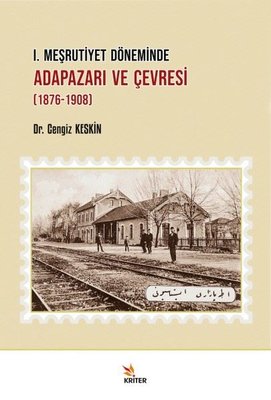 I. MEŞRUTİYET DÖNEMİNDE
ADAPAZARI VE ÇEVRESİ
(1876-1908)
Dr. Cengiz KESKİN
KRİTER